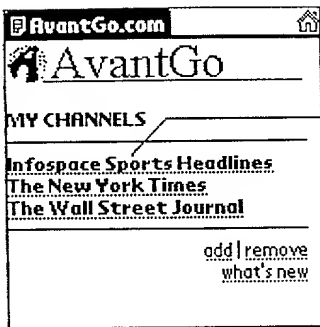 AvantGo.com
AvantGo
MY CHANNELS
Infospace Sports Headlines
The New York Times
The Wall Street Journal
add | remove
what's new